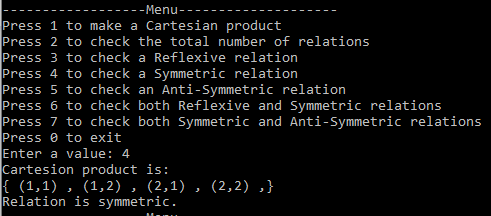 ------------------Menu--------------------
Press 1 to make a Cartesian product
Press 2 to check the total number of relations
Press 3 to check a Reflexive relation
Press 4 to check a Symmetric relation
Press 5 to check an Anti-Symmetric relation
Press 6 to check both Reflexive and Symmetric relations
Press 7 to check both Symmetric and Anti-Symmetric relations
Press 0 to exit
Enter a value: 4
Cartesian product is:
{ (1,1) , (1,2) , (2,1) , (2,2) ,}
Relation is symmetric.